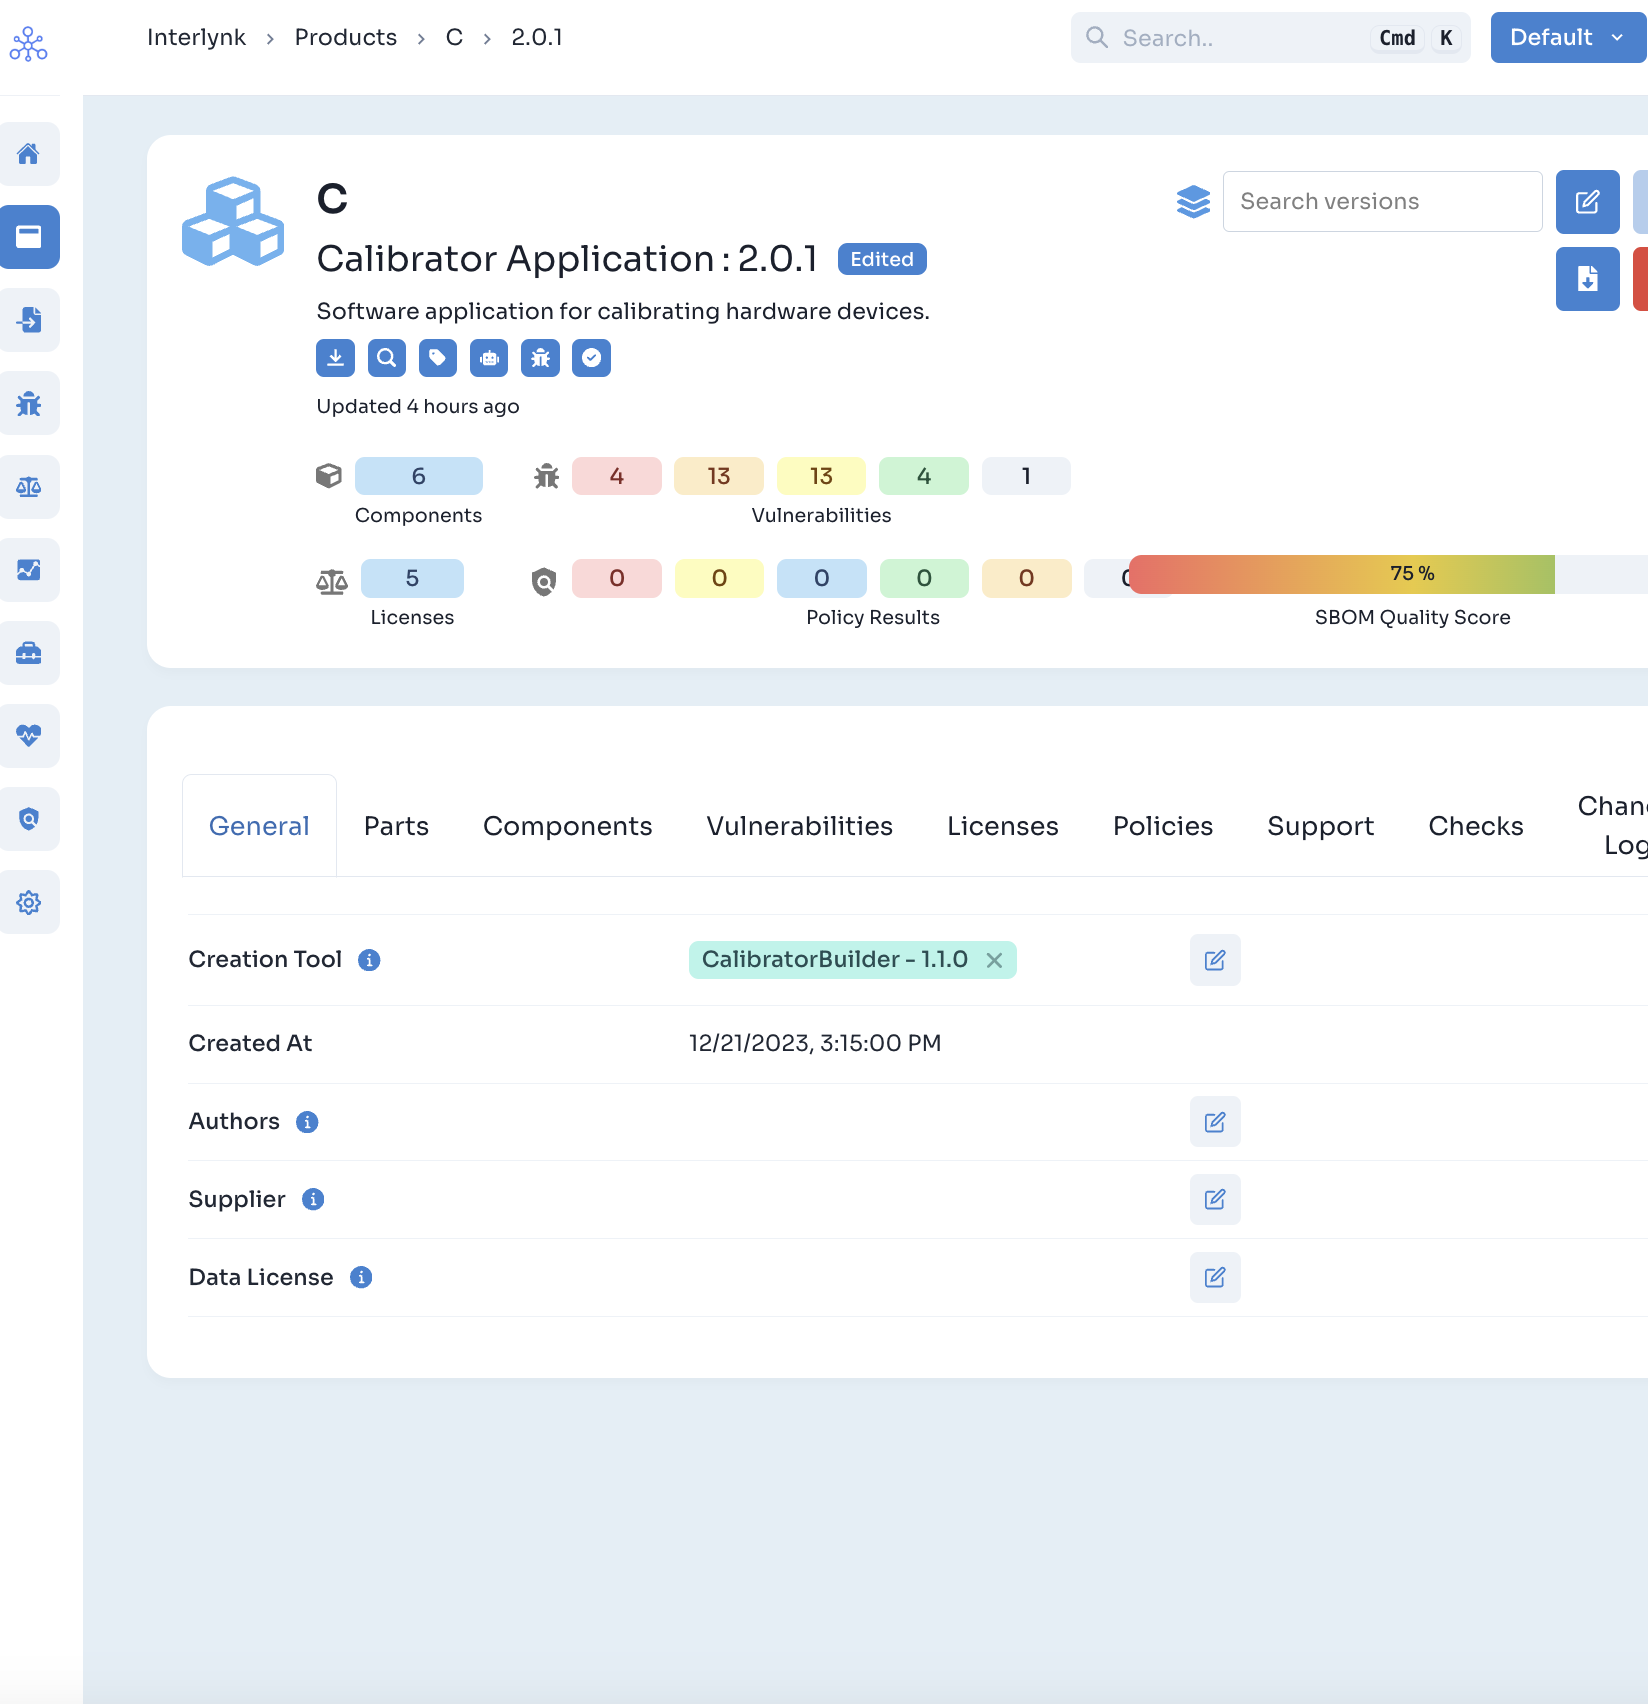 Interlynk > Products > C > 2.0.1
Search.. Cmd K
Default
C
Search versions
Calibrator Application : 2.0.1 Edited
Software application for calibrating hardware devices.
Updated 4 hours ago
6 4 13 13 4 1
Components Vulnerabilities
5 0 0 0 0 0 0 75 %
Licenses Policy Results SBOM Quality Score
General Parts Components Vulnerabilities Licenses Policies Support Checks
Creation Tool CalibratorBuilder - 1.1.0
Created At 12/21/2023, 3:15:00 PM
Authors
Supplier
Data License